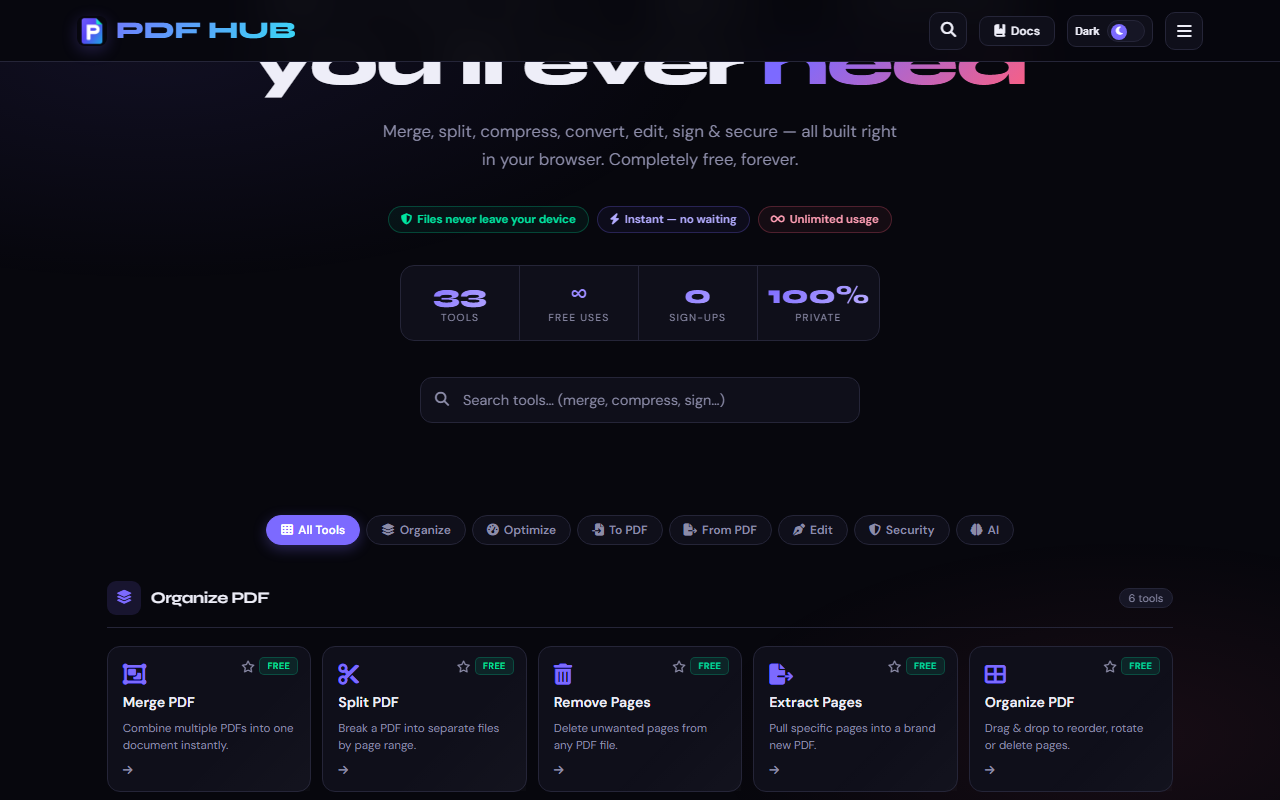 PDF HUB
Docs
Dark
you'll ever need
Merge, split, compress, convert, edit, sign & secure — all built right
in your browser. Completely free, forever.
Files never leave your device
Instant — no waiting
Unlimited usage
33
TOOLS
∞
FREE USES
0
SIGN-UPS
100%
PRIVATE
Search tools... (merge, compress, sign...)
All Tools
Organize
Optimize
To PDF
From PDF
Edit
Security
AI
Organize PDF
6 tools
FREE
Merge PDF
Combine multiple PDFs into one
document instantly.
→
FREE
Split PDF
Break a PDF into separate files
by page range.
→
FREE
Remove Pages
Delete unwanted pages from
any PDF file.
→
FREE
Extract Pages
Pull specific pages into a brand
new PDF.
→
FREE
Organize PDF
Drag & drop to reorder, rotate
or delete pages.
→